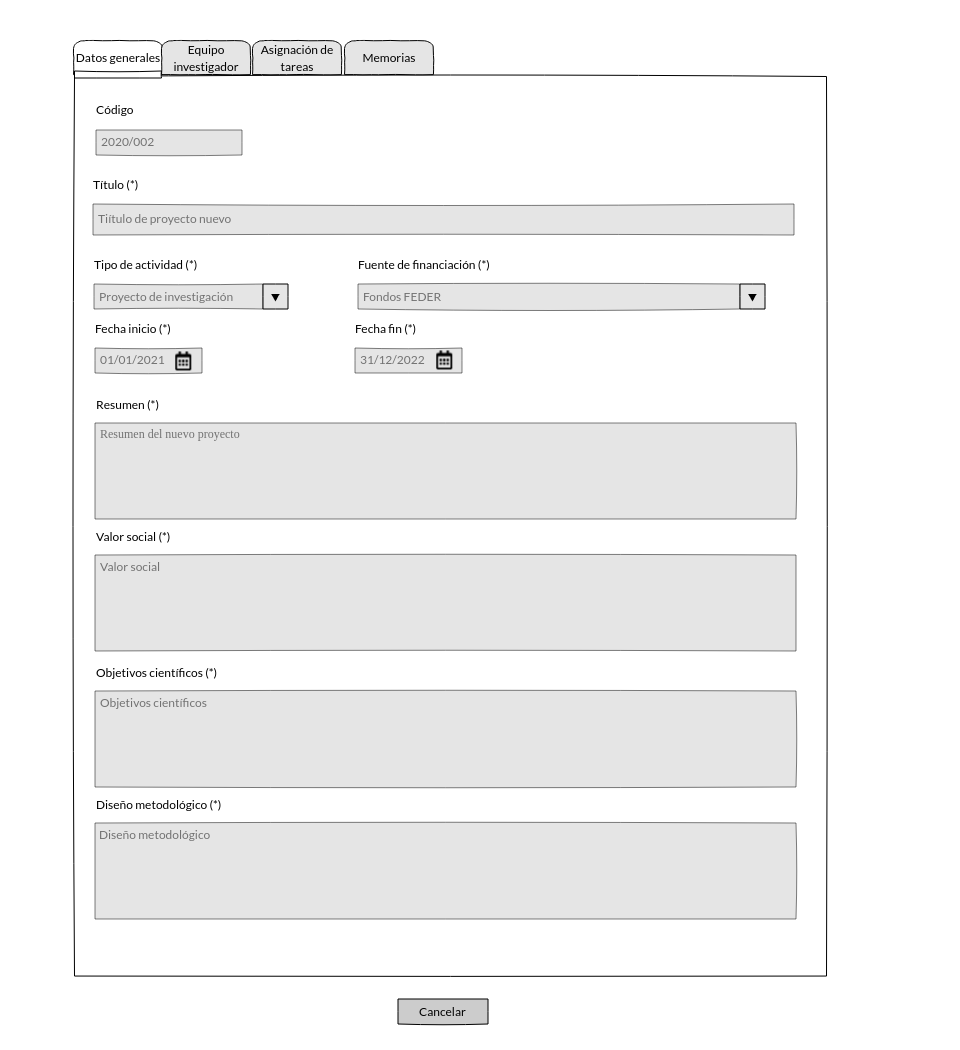 Datos generales
Equipo
investigador
Asignación de
tareas
Memorias
Código
2020/002
Título (*)
Tiítulo de proyecto nuevo
Tipo de actividad (*)
Fuente de financiación (*)
Proyecto de investigación
Fondos FEDER
Fecha inicio (*)
Fecha fin (*)
01/01/2021
31/12/2022
Resumen (*)
Resumen del nuevo proyecto
Valor social (*)
Valor social
Objetivos científicos (*)
Objetivos científicos
Diseño metodológico (*)
Diseño metodológico
Cancelar